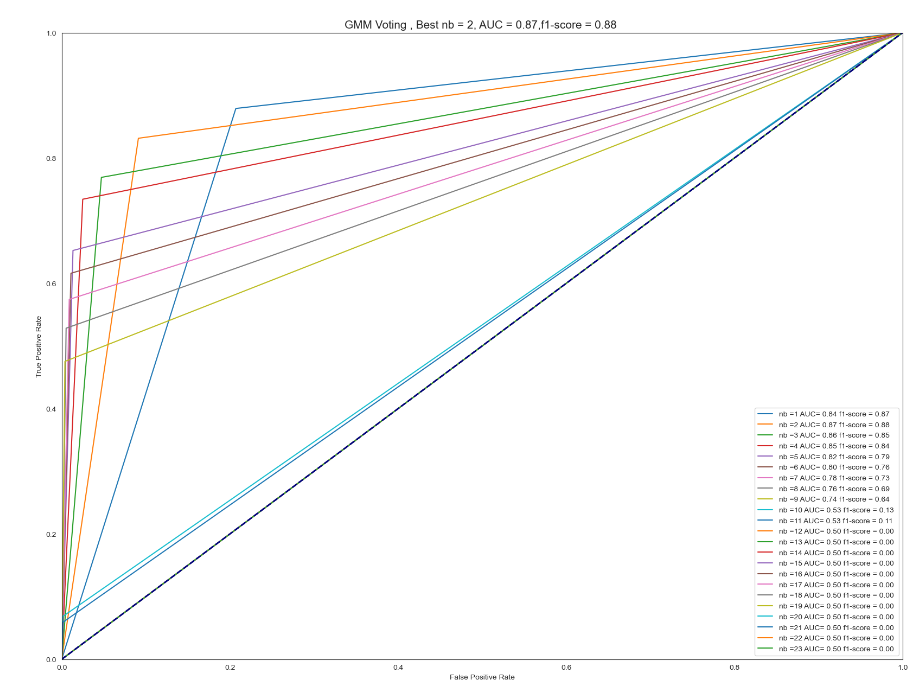 GMM Voting , Best nb = 2, AUC = 0.87,f1-score = 0.88
1.0
0.8
0.6
0.4
0.2
0.0
True Positive Rate
nb =1 AUC= 0.84 f1-score = 0.87
nb =2 AUC= 0.87 f1-score = 0.88
nb =3 AUC= 0.86 f1-score = 0.85
nb =4 AUC= 0.85 f1-score = 0.84
nb =5 AUC= 0.82 f1-score = 0.79
nb =6 AUC= 0.80 f1-score = 0.76
nb =7 AUC= 0.78 f1-score = 0.73
nb =8 AUC= 0.76 f1-score = 0.69
nb =9 AUC= 0.74 f1-score = 0.64
nb =10 AUC= 0.53 f1-score = 0.13
nb =11 AUC= 0.53 f1-score = 0.11
nb =12 AUC= 0.50 f1-score = 0.00
nb =13 AUC= 0.50 f1-score = 0.00
nb =14 AUC= 0.50 f1-score = 0.00
nb =15 AUC= 0.50 f1-score = 0.00
nb =16 AUC= 0.50 f1-score = 0.00
nb =17 AUC= 0.50 f1-score = 0.00
nb =18 AUC= 0.50 f1-score = 0.00
nb =19 AUC= 0.50 f1-score = 0.00
nb =20 AUC= 0.50 f1-score = 0.00
nb =21 AUC= 0.50 f1-score = 0.00
nb =22 AUC= 0.50 f1-score = 0.00
nb =23 AUC= 0.50 f1-score = 0.00
0.0 0.2 0.4 0.6 0.8 1.0
False Positive Rate